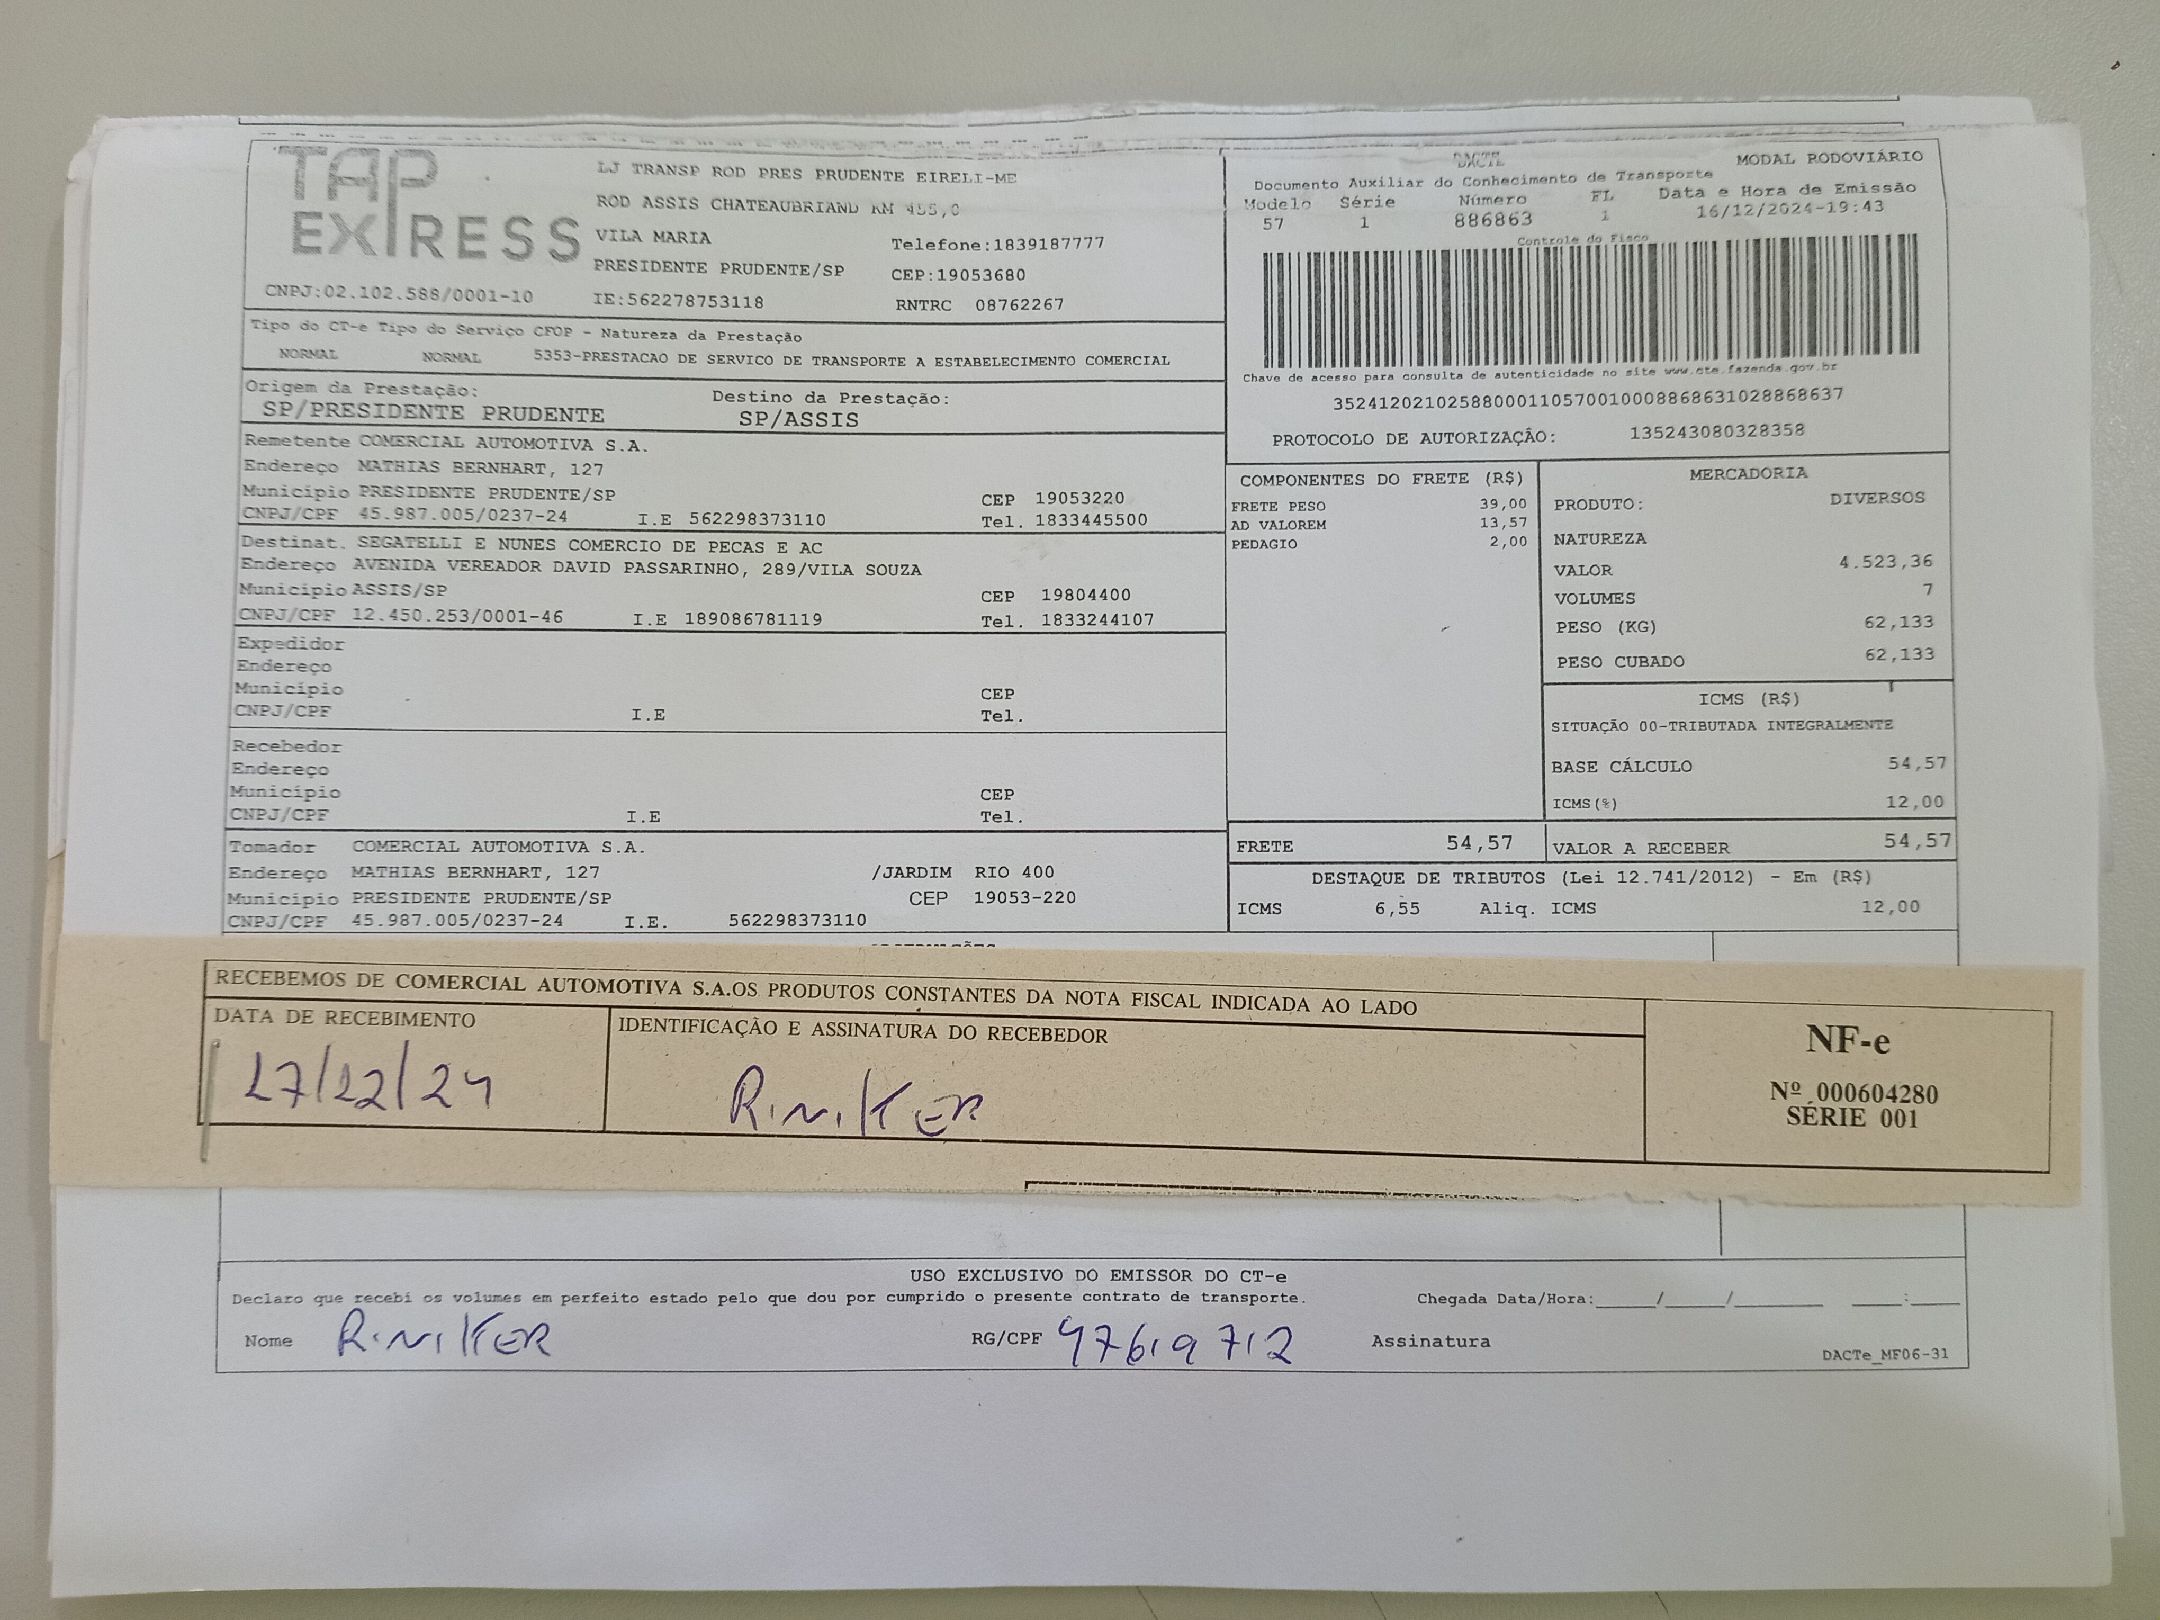 TAP
EXPRESS
CNPJ:02.102.588/0001-10
LJ TRANSP ROD PRES PRUDENTE EIRELI-ME
ROD ASSIS CHATEAUBRIAND KM 455,0
VILA MARIA Telefone:1839187777
PRESIDENTE PRUDENTE/SP CEP:19053680
IE:562278753118 RNTRC 08762267
DACTE MODAL RODOVIÁRIO
Documento Auxiliar do Conhecimento de Transporte
Modelo Série Número FL Data e Hora de Emissão
57 1 886863 1 16/12/2024-19:43
Controle do Fisco
Chave de acesso para consulta de autenticidade no site www.cte.fazenda.gov.br
35241202102588000110570010008868631028868637
PROTOCOLO DE AUTORIZAÇÃO: 135243080328358
Tipo do CT-e Tipo do Serviço CFOP - Natureza da Prestação
NORMAL NORMAL 5353-PRESTACAO DE SERVICO DE TRANSPORTE A ESTABELECIMENTO COMERCIAL
Origem da Prestação: Destino da Prestação:
SP/PRESIDENTE PRUDENTE SP/ASSIS
Remetente COMERCIAL AUTOMOTIVA S.A.
Endereço MATHIAS BERNHART, 127
Município PRESIDENTE PRUDENTE/SP CEP 19053220
CNPJ/CPF 45.987.005/0237-24 I.E 562298373110 Tel. 1833445500
Destinat. SEGATELLI E NUNES COMERCIO DE PECAS E AC
Endereço AVENIDA VEREADOR DAVID PASSARINHO, 289/VILA SOUZA
Município ASSIS/SP CEP 19804400
CNPJ/CPF 12.450.253/0001-46 I.E 189086781119 Tel. 1833244107
Expedidor
Endereço
Município CEP
CNPJ/CPF I.E Tel.
Recebedor
Endereço
Município CEP
CNPJ/CPF I.E Tel.
Tomador COMERCIAL AUTOMOTIVA S.A.
Endereço MATHIAS BERNHART, 127 /JARDIM RIO 400
Município PRESIDENTE PRUDENTE/SP CEP 19053-220
CNPJ/CPF 45.987.005/0237-24 I.E. 562298373110
COMPONENTES DO FRETE (R$)
FRETE PESO 39,00
AD VALOREM 13,57
PEDAGIO 2,00
MERCADORIA
PRODUTO: DIVERSOS
NATUREZA
VALOR 4.523,36
VOLUMES 7
PESO (KG) 62,133
PESO CUBADO 62,133
ICMS (R$)
SITUAÇÃO 00-TRIBUTADA INTEGRALMENTE
BASE CÁLCULO 54,57
ICMS(%) 12,00
FRETE 54,57 VALOR A RECEBER 54,57
DESTAQUE DE TRIBUTOS (Lei 12.741/2012) - Em (R$)
ICMS 6,55 Aliq. ICMS 12,00
RECEBEMOS DE COMERCIAL AUTOMOTIVA S.A.OS PRODUTOS CONSTANTES DA NOTA FISCAL INDICADA AO LADO
DATA DE RECEBIMENTO IDENTIFICAÇÃO E ASSINATURA DO RECEBEDOR
NF-e
Nº 000604280
SÉRIE 001
USO EXCLUSIVO DO EMISSOR DO CT-e
Declaro que recebi os volumes em perfeito estado pelo que dou por cumprido o presente contrato de transporte. Chegada Data/Hora:_____/_____/_______ ____:____
Nome RG/CPF Assinatura
DACTe_MF06-31